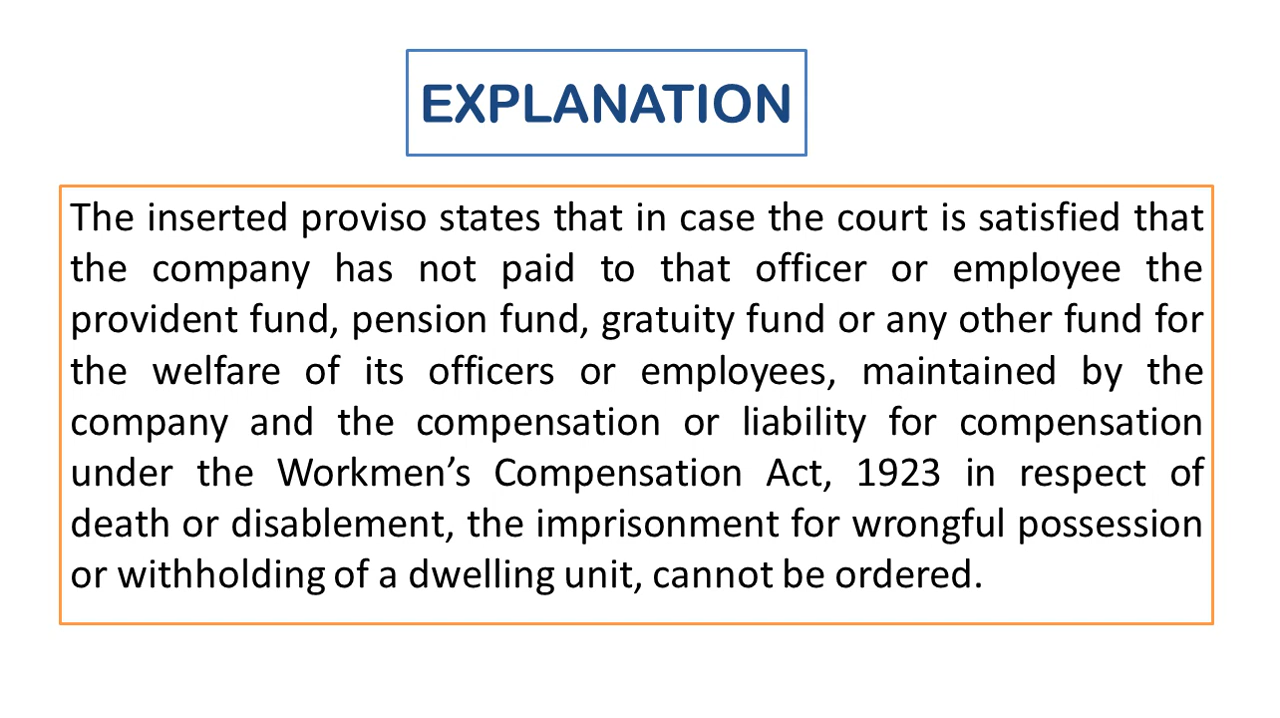 EXPLANATION
The inserted proviso states that in case the court is satisfied that
the company has not paid to that officer or employee the
provident fund, pension fund, gratuity fund or any other fund for
the welfare of its officers or employees, maintained by the
company and the compensation or liability for compensation
under the Workmen’s Compensation Act, 1923 in respect of
death or disablement, the imprisonment for wrongful possession
or withholding of a dwelling unit, cannot be ordered.